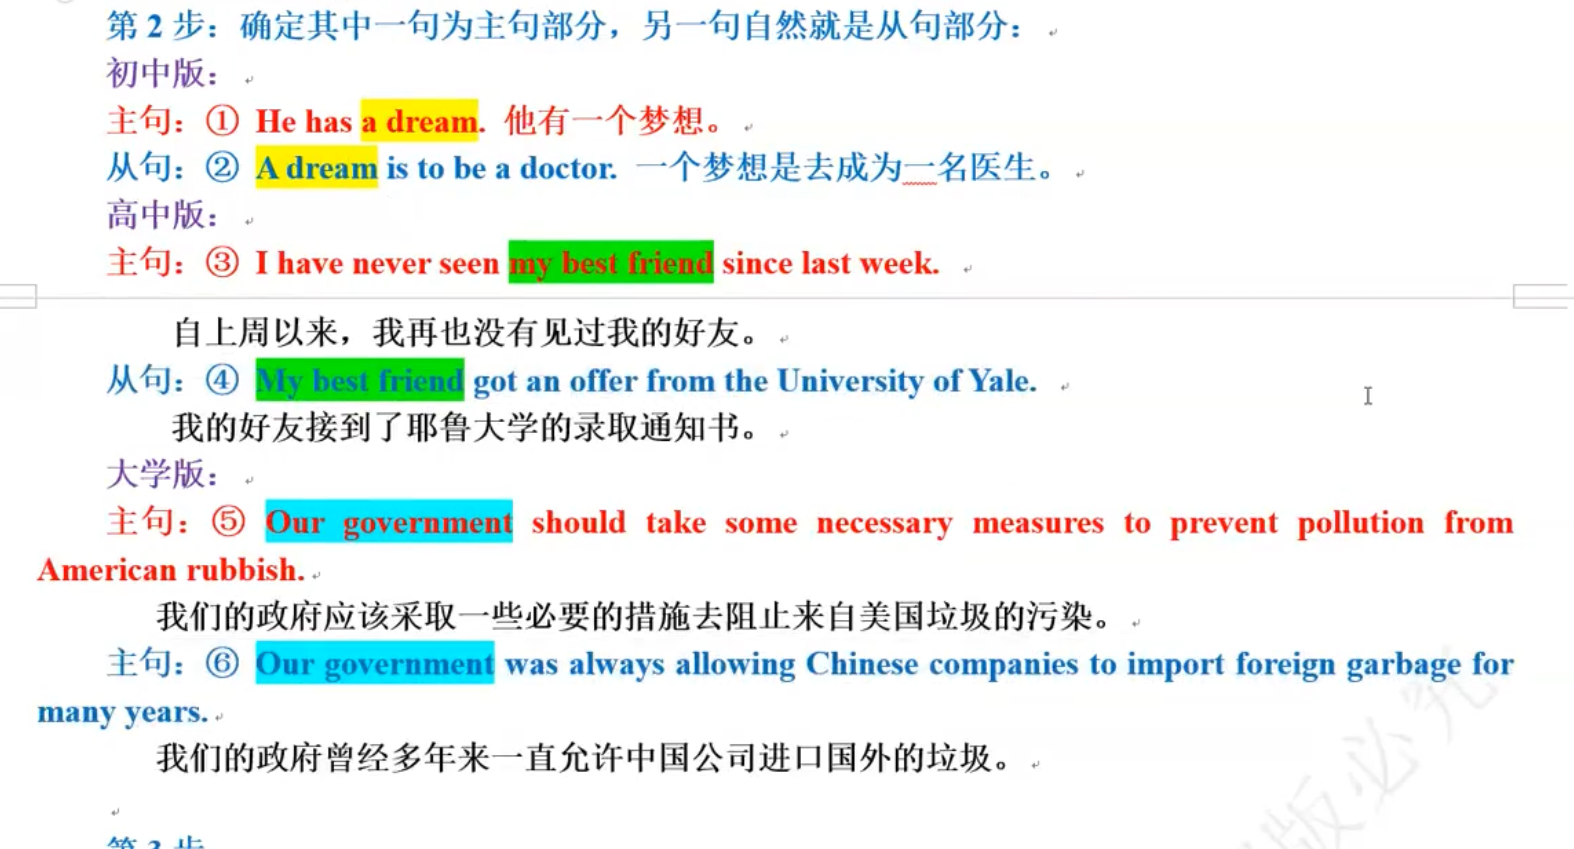 第 2 步：确定其中一句为主句部分，另一句自然就是从句部分：
初中版：
主句：① He has a dream. 他有一个梦想。
从句：② A dream is to be a doctor. 一个梦想是去成为一名医生。
高中版：
主句：③ I have never seen my best friend since last week.
自上周以来，我再也没有见过我的好友。
从句：④ My best friend got an offer from the University of Yale.
我的好友接到了耶鲁大学的录取通知书。
大学版：
主句：⑤ Our government should take some necessary measures to prevent pollution from
American rubbish.
我们的政府应该采取一些必要的措施去阻止来自美国垃圾的污染。
主句：⑥ Our government was always allowing Chinese companies to import foreign garbage for
many years.
我们的政府曾经多年来一直允许中国公司进口国外的垃圾。
版必究
第 3 步